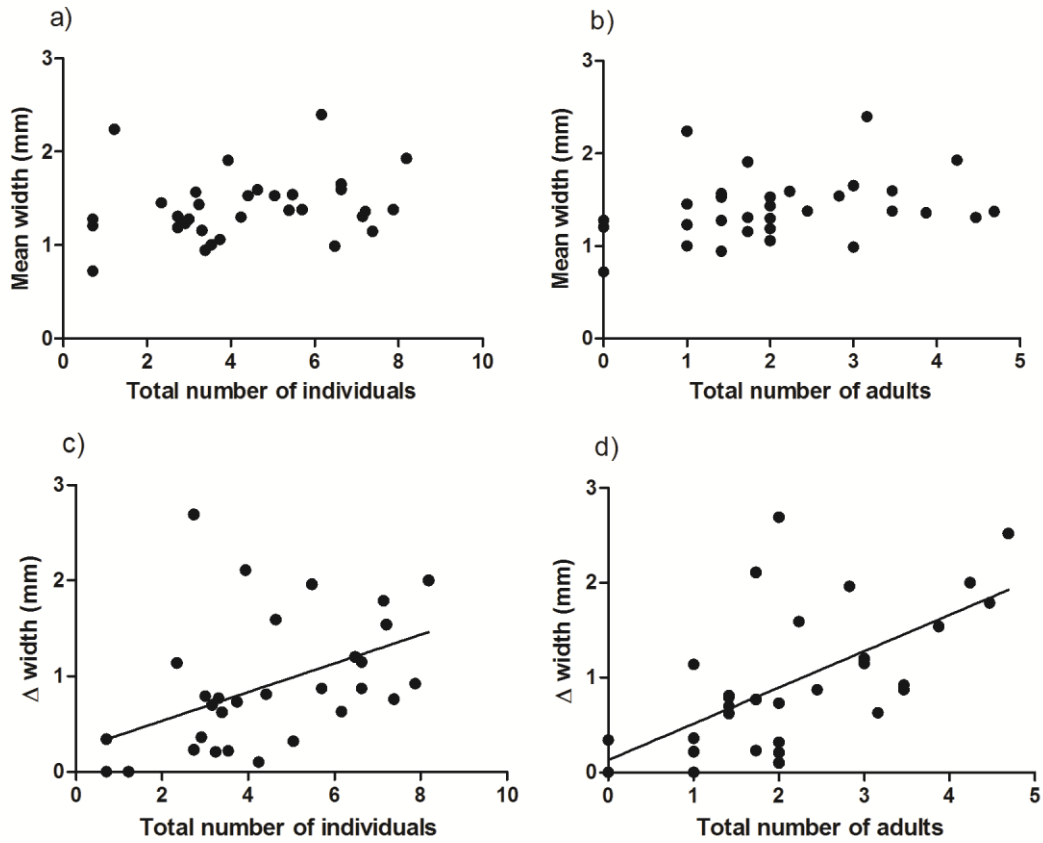 a)
Mean width (mm)
3
2
1
0
0 2 4 6 8 10
Total number of individuals
b)
Mean width (mm)
3
2
1
0
0 1 2 3 4 5
Total number of adults
c)
Δ width (mm)
3
2
1
0
0 2 4 6 8 10
Total number of individuals
d)
Δ width (mm)
3
2
1
0
0 1 2 3 4 5
Total number of adults